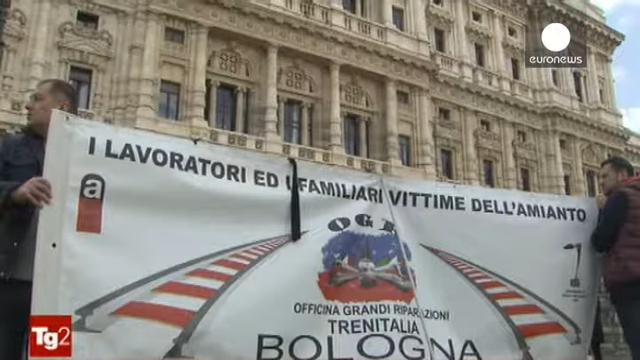 euronews
I LAVORATORI ED I FAMILIARI VITTIME DELL'AMIANTO
a
OGR
OFFICINA GRANDI RIPARAZIONI
TRENITALIA
BOLOGNA
Tg2